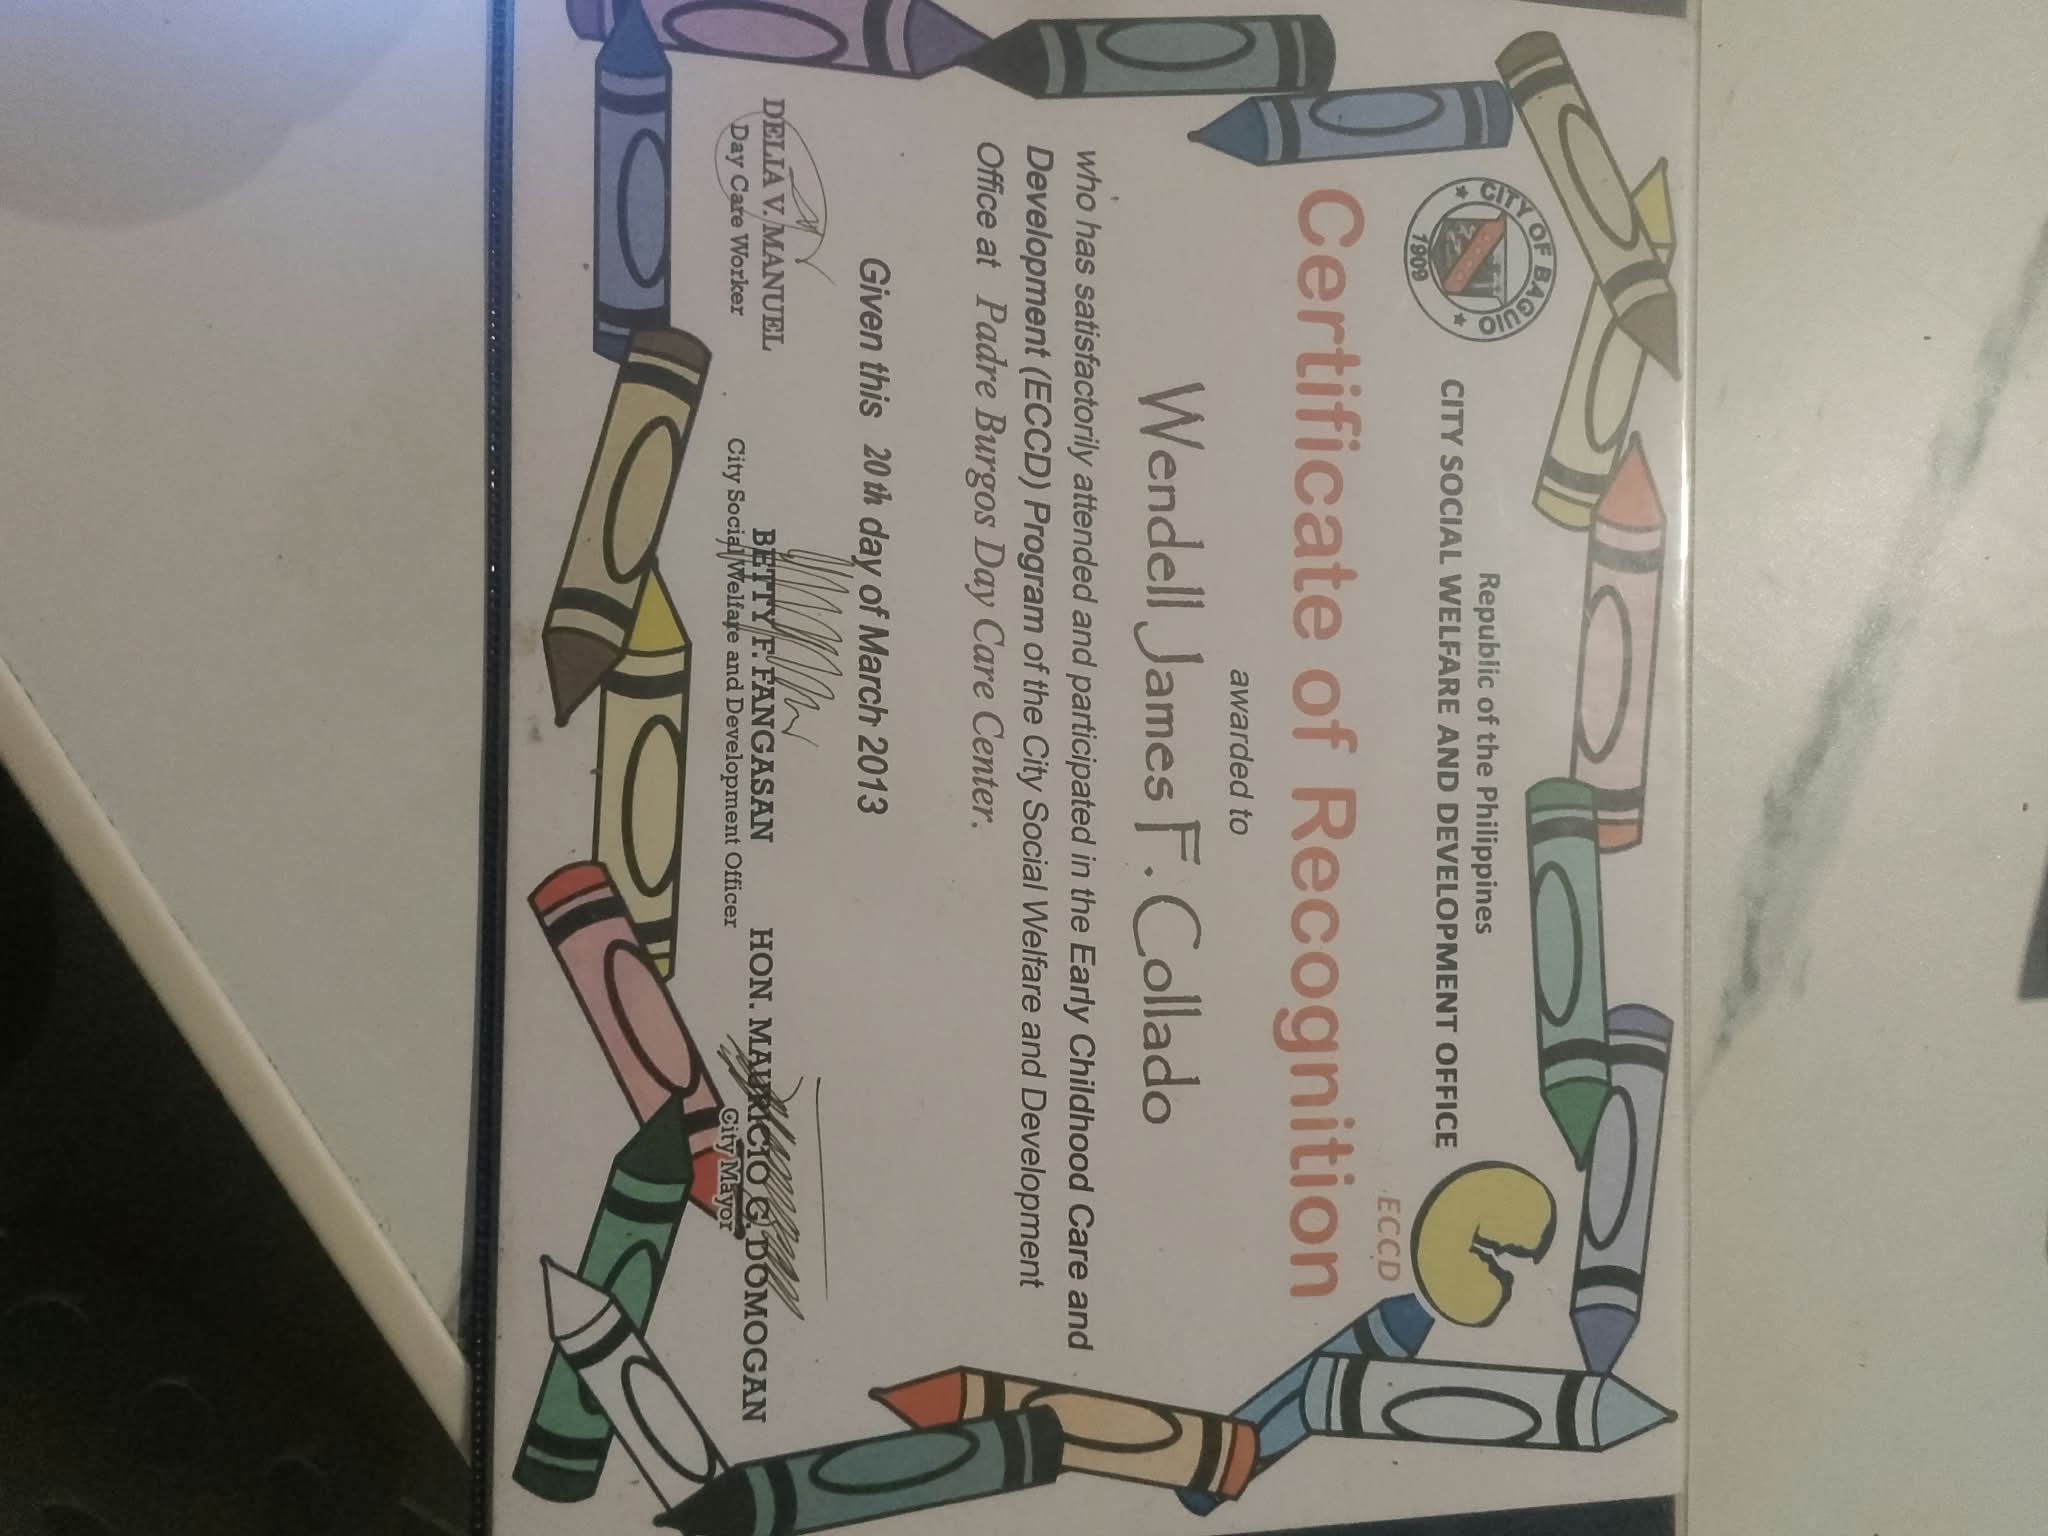 CITY OF BAGUIO
1909
Republic of the Philippines
CITY SOCIAL WELFARE AND DEVELOPMENT OFFICE
ECCD
Certificate of Recognition
awarded to
Wendell James F. Collado
who has satisfactorily attended and participated in the Early Childhood Care and
Development (ECCD) Program of the City Social Welfare and Development
Office at Padre Burgos Day Care Center.
Given this 20th day of March 2013
DELIA V. MANUEL
Day Care Worker
BETTY F. FANGASAN
City Social Welfare and Development Officer
HON. MAURICIO G. DOMOGAN
City Mayor